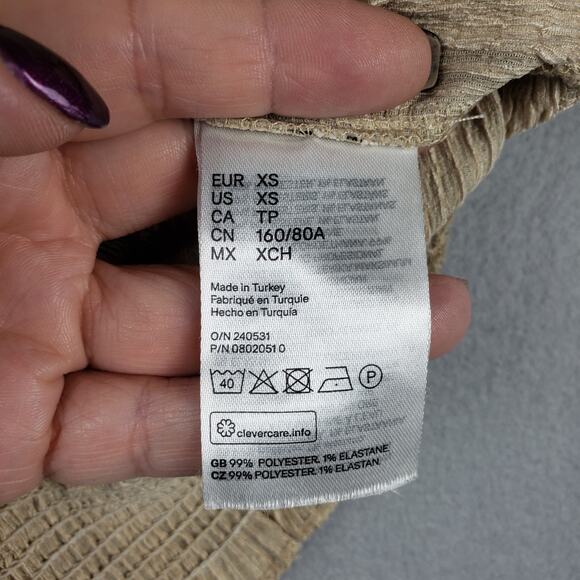 EUR XS
US XS
CA TP
CN 160/80A
MX XCH
Made in Turkey
Fabriqué en Turquie
Hecho en Turquía
O/N 240531
P/N 0802051 0
40 P
clevercare.info
GB 99% POLYESTER. 1% ELASTANE
CZ 99% POLYESTER. 1% ELASTAN.